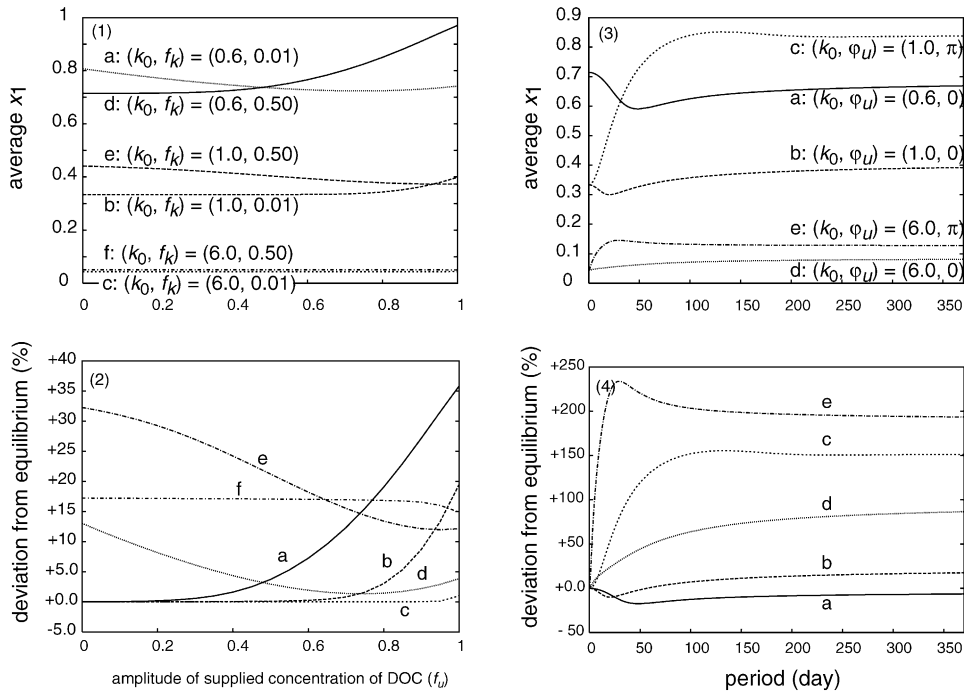 (1)
1
0.8
0.6
0.4
0.2
0
average x1
a: (k0, fk) = (0.6, 0.01)
d: (k0, fk) = (0.6, 0.50)
e: (k0, fk) = (1.0, 0.50)
b: (k0, fk) = (1.0, 0.01)
f: (k0, fk) = (6.0, 0.50)
c: (k0, fk) = (6.0, 0.01)
0 0.2 0.4 0.6 0.8 1
(3)
0.9
0.8
0.7
0.6
0.5
0.4
0.3
0.2
0.1
0
average x1
c: (k0, φu) = (1.0, π)
a: (k0, φu) = (0.6, 0)
b: (k0, φu) = (1.0, 0)
e: (k0, φu) = (6.0, π)
d: (k0, φu) = (6.0, 0)
0 50 100 150 200 250 300 350
(2)
+40
+35
+30
+25
+20
+15
+10
+5.0
+0.0
-5.0
deviation from equilibrium (%)
e
f
a
b
d
c
0 0.2 0.4 0.6 0.8 1
amplitude of supplied concentration of DOC (fu)
(4)
+250
+200
+150
+100
+50
+0.0
- 50
deviation from equilibrium (%)
e
c
d
b
a
0 50 100 150 200 250 300 350
period (day)